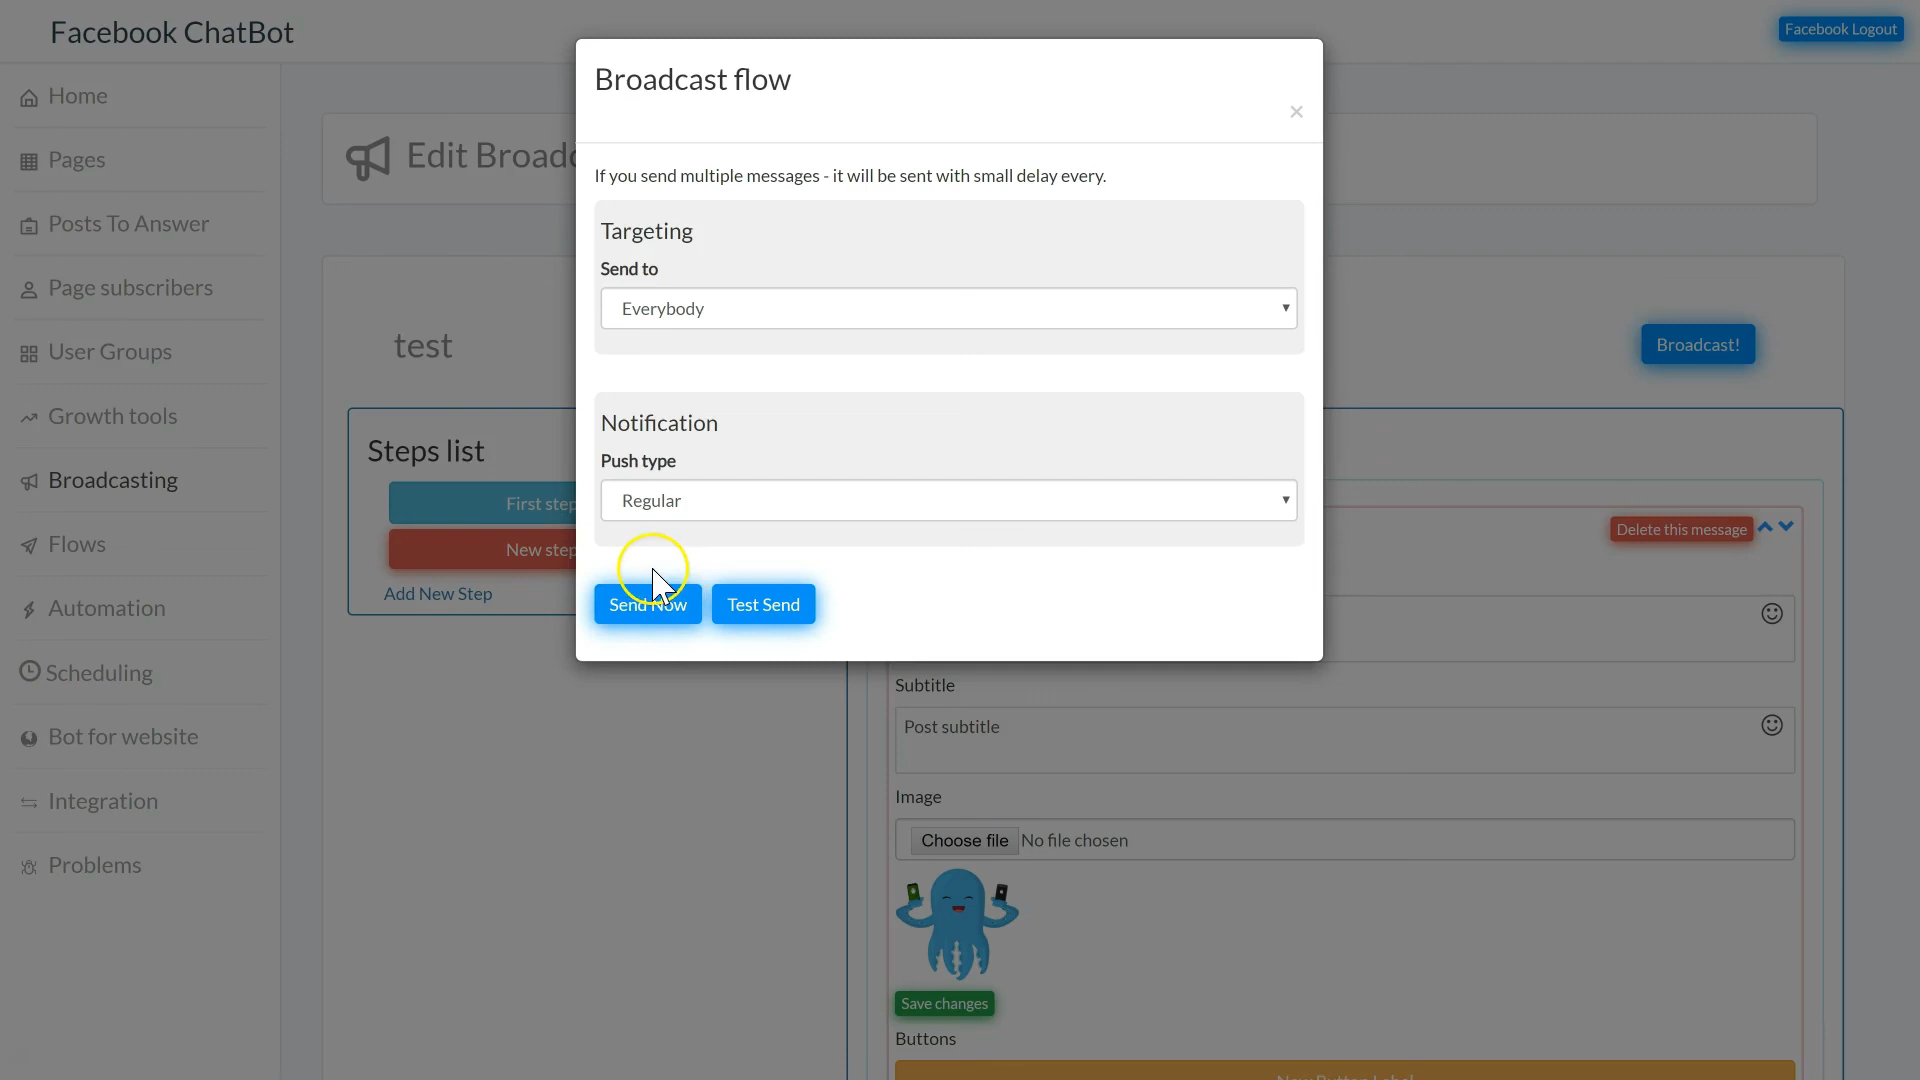 Facebook ChatBot
Facebook Logout
Home
Pages
Posts To Answer
Page subscribers
User Groups
Growth tools
Broadcasting
Flows
Automation
Scheduling
Bot for website
Integration
Problems
Edit Broadc
test
Broadcast!
Steps list
First step
New step
Add New Step
Broadcast flow
×
If you send multiple messages - it will be sent with small delay every.
Targeting
Send to
Everybody
Notification
Push type
Regular
Send Now
Test Send
Delete this message
Subtitle
Post subtitle
Image
Choose file No file chosen
Save changes
Buttons
New Button Label